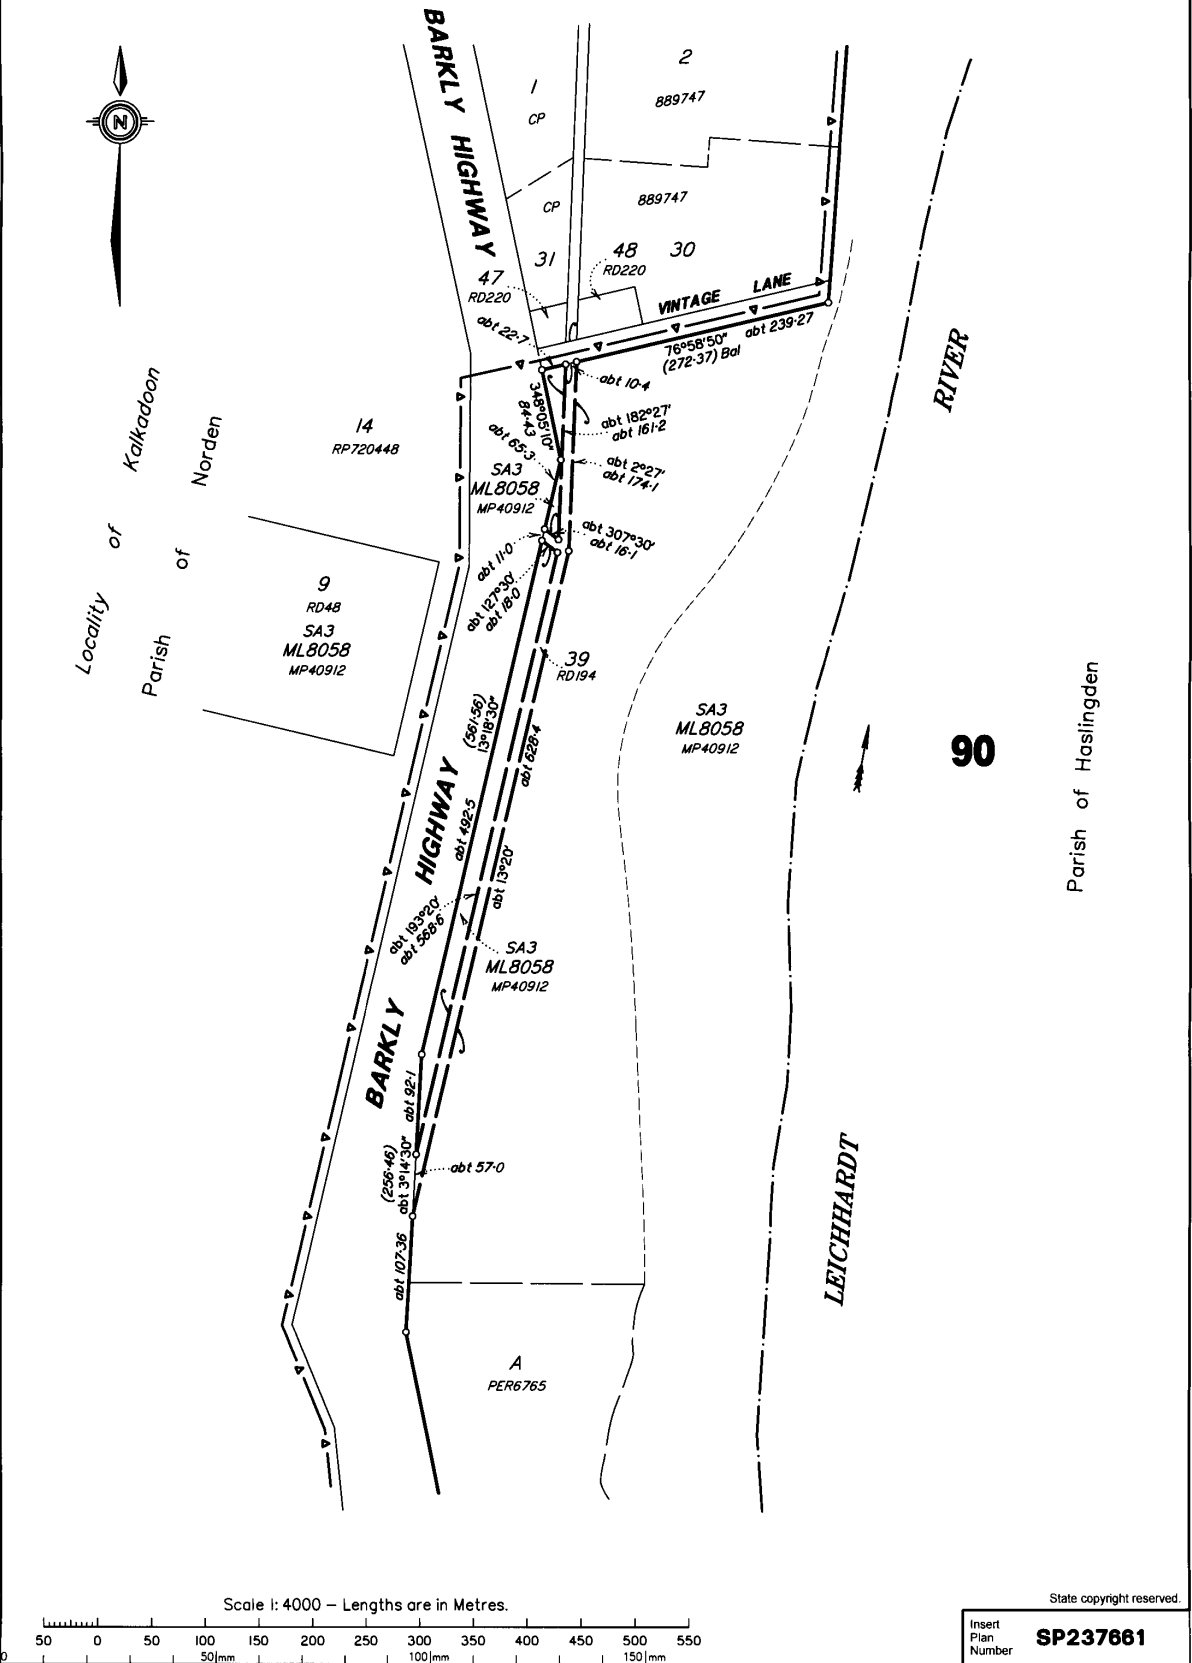 BARKLY HIGHWAY
N
1
CP
2
889747
CP
31
889747
48
RD220
30
47
RD220
VINTAGE LANE
abt 22·7
76°58'50"
(272·37) Bal
abt 239·27
abt 10·4
348°05'10"
84·43
abt 182°27'
abt 161·2
abt 65·3
abt 2°27'
abt 174·1
SA3
ML8058
MP40912
abt 307°30'
abt 16·1
abt 11·0
abt 127°30'
abt 18·0
14
RP720448
Locality of Kalkadoon
Parish of Norden
9
RD48
SA3
ML8058
MP40912
39
RD194
(561·56)
13°18'30"
abt 492·5
abt 628·4
abt 13°20'
SA3
ML8058
MP40912
90
RIVER
Parish of Haslingden
BARKLY HIGHWAY
abt 193°20'
abt 568·6
SA3
ML8058
MP40912
abt 92·1
(256·46)
abt 3°14'30"
abt 57·0
abt 107·36
LEICHHARDT
A
PER6765
Scale 1: 4000 – Lengths are in Metres.
50 0 50 100 150 200 250 300 350 400 450 500 550
0 50 mm 100 mm 150 mm
State copyright reserved.
Insert
Plan
Number
SP237661